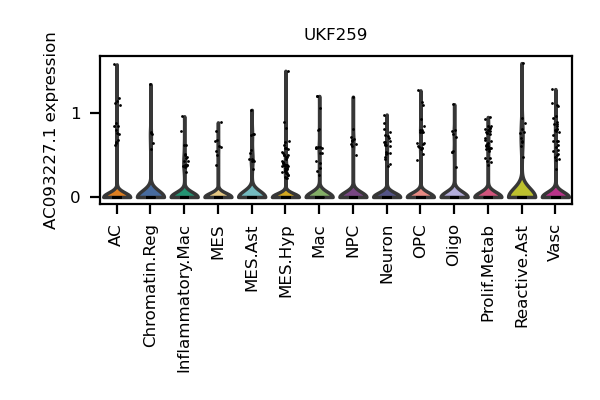 UKF259
AC093227.1 expression
1
0
AC
Chromatin.Reg
Inflammatory.Mac
MES
MES.Ast
MES.Hyp
Mac
NPC
Neuron
OPC
Oligo
Prolif.Metab
Reactive.Ast
Vasc